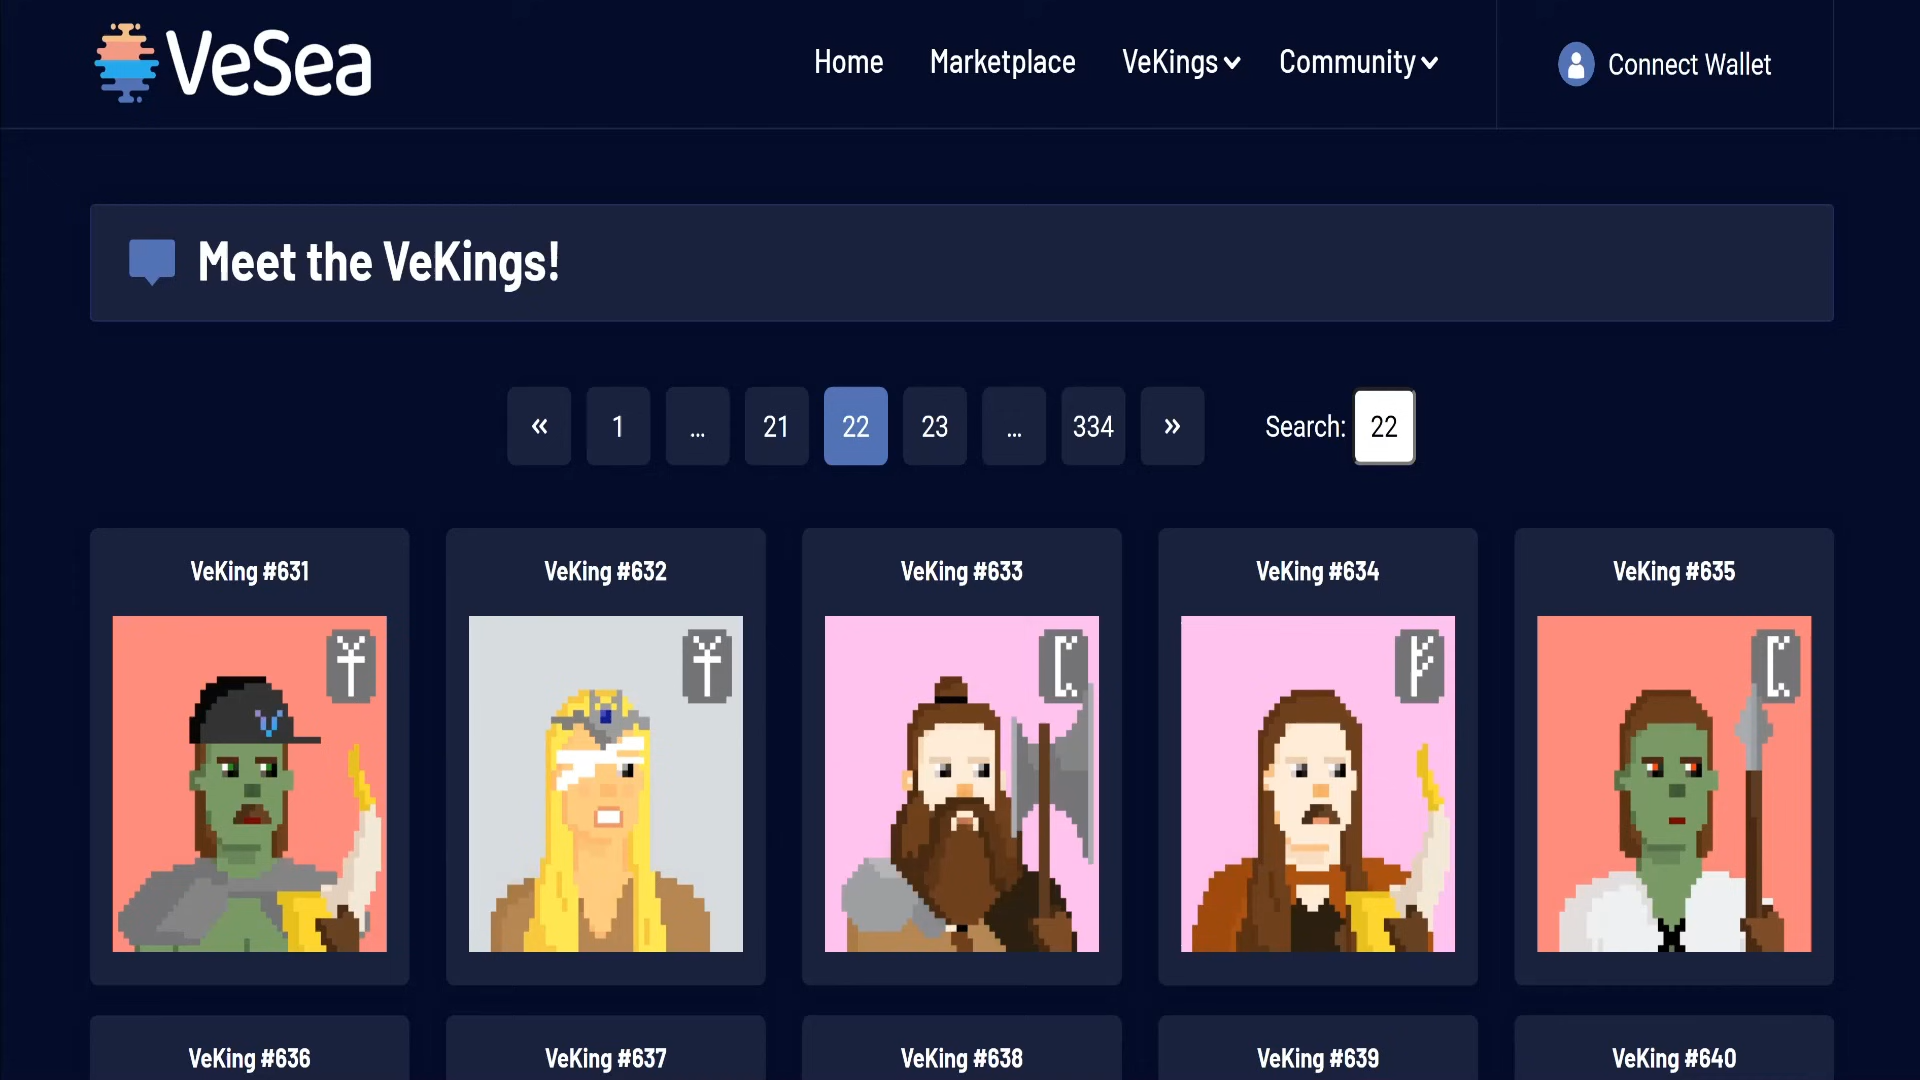 VeSea
Home Marketplace VeKings Community Connect Wallet
Meet the VeKings!
« 1 ... 21 22 23 ... 334 » Search: 22
VeKing #631 VeKing #632 VeKing #633 VeKing #634 VeKing #635
VeKing #636 VeKing #637 VeKing #638 VeKing #639 VeKing #640